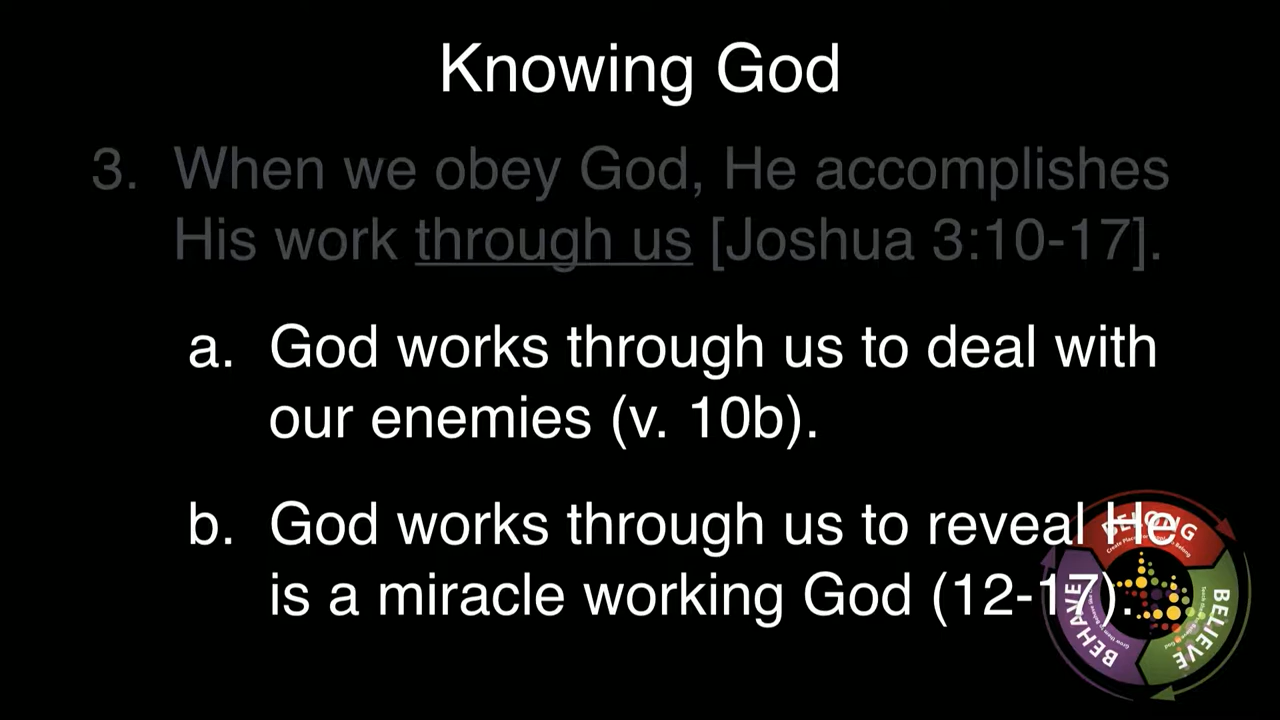 Knowing God
3. When we obey God, He accomplishes
His work through us [Joshua 3:10-17].
a. God works through us to deal with
our enemies (v. 10b).
b. God works through us to reveal He
is a miracle working God (12-17).
BELONG
BELIEVE
BEHAVE